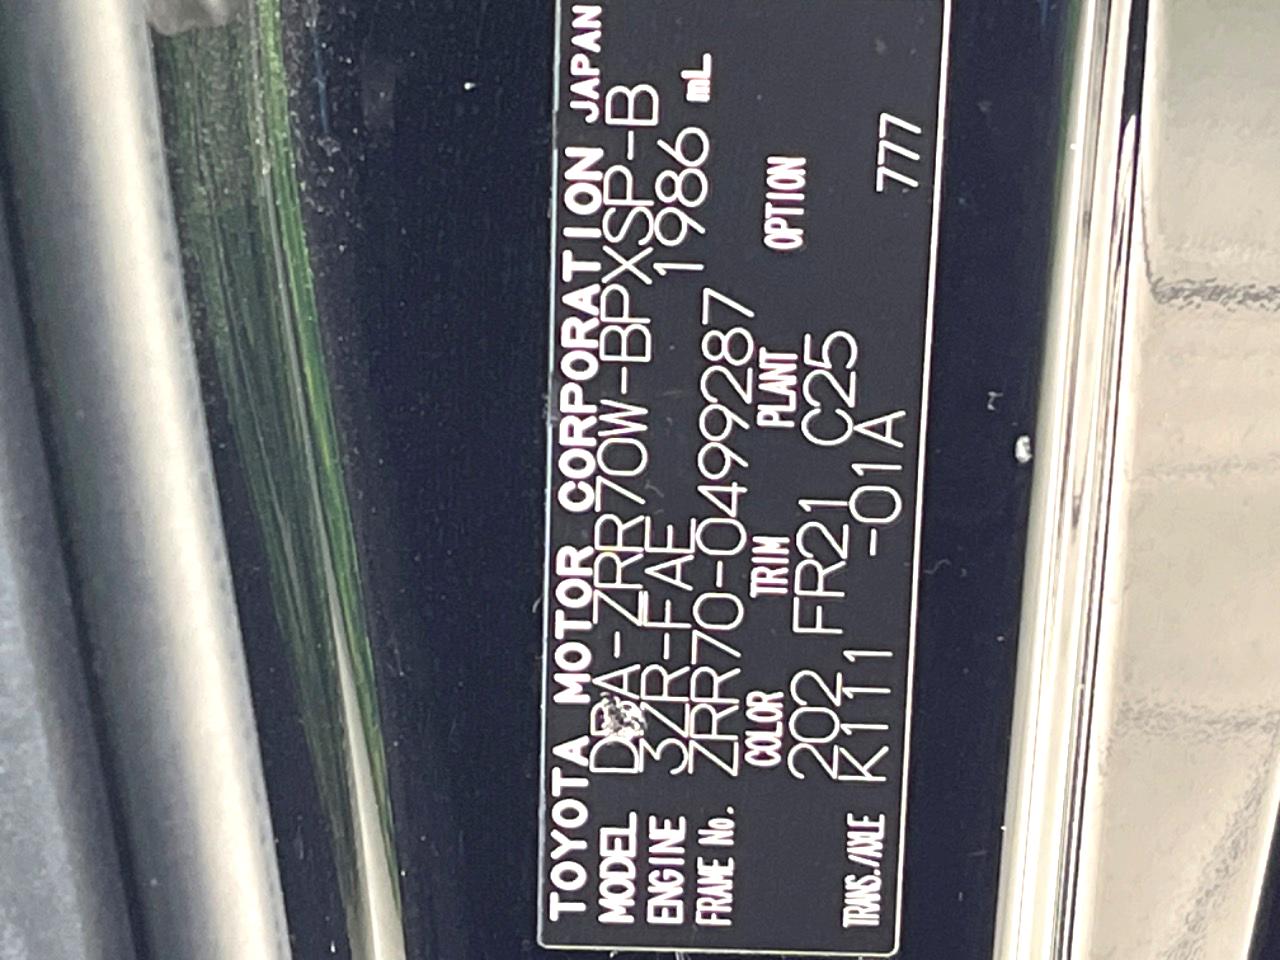 TOYOTA MOTOR CORPORATION JAPAN
MODEL DBA-ZRR70W-BPXSP-B
ENGINE 3ZR-FAE 1986 mL
FRAME No. ZRR70-0499287
COLOR TRIM PLANT OPTION
202 FR21 C25
TRANS./AXLE K111 -01A 777